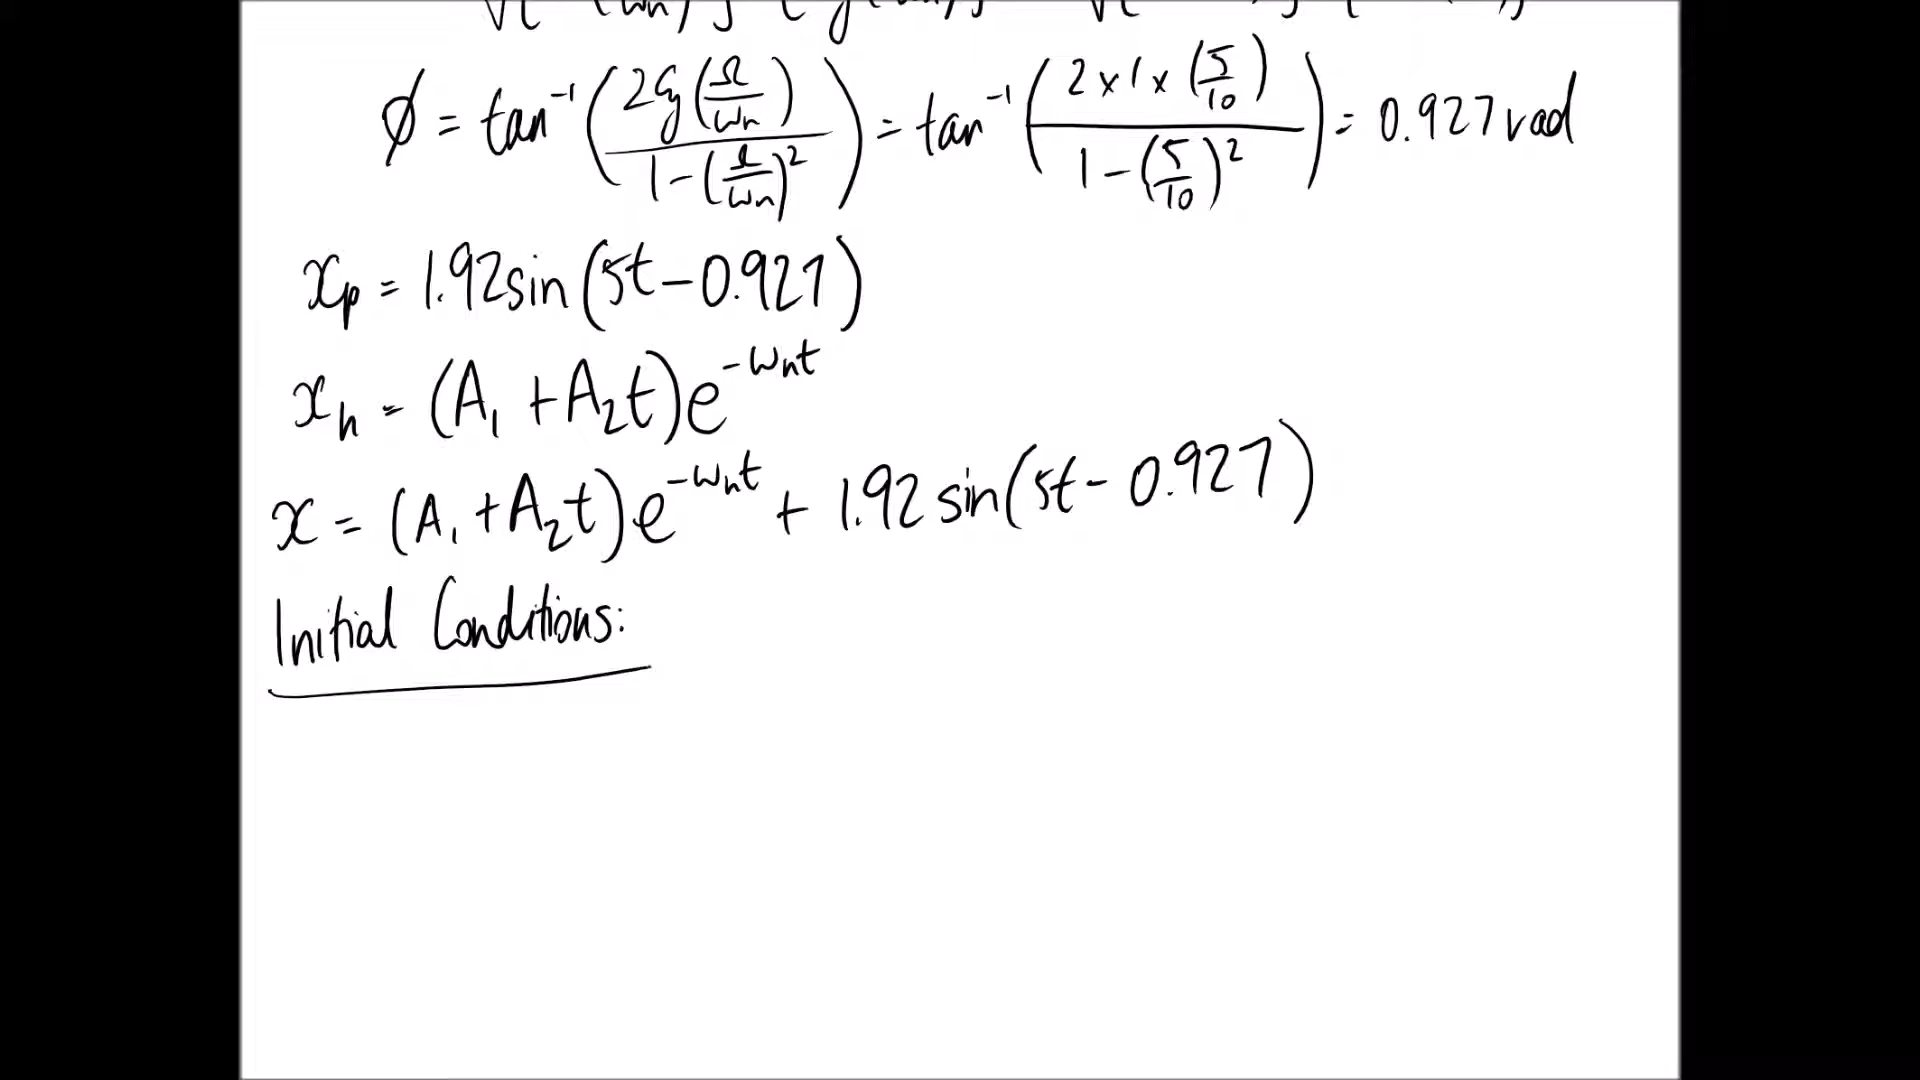 ϕ = tan⁻¹(2ζ(Ω/ωn)/(1-(Ω/ωn)²)) = tan⁻¹(2×1×(5/10)/(1-(5/10)²)) = 0.927 rad
xp = 1.92 sin(5t - 0.927)
xh = (A₁ + A₂t)e^(-ωnt)
x = (A₁ + A₂t)e^(-ωnt) + 1.92 sin(5t - 0.927)
Initial Conditions: